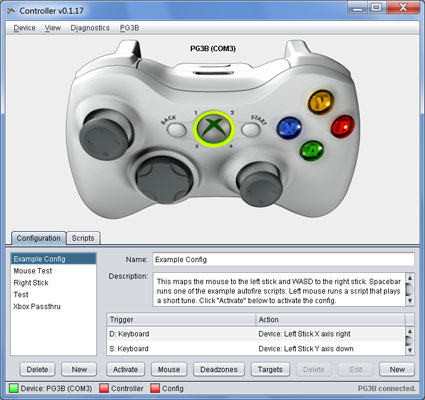 Controller v0.1.17
Device View Diagnostics PG3B
PG3B (COM3)
1 2
BACK START
3 4
Y
X B
A
Configuration Scripts
Example Config
Mouse Test
Right Stick
Test
Xbox Passthru
Name: Example Config
Description: This maps the mouse to the left stick and WASD to the right stick. Spacebar
runs one of the example autofire scripts. Left mouse runs a script that plays
a short tune. Click "Activate" below to activate the config.
Trigger Action
D: Keyboard Device: Left Stick X axis right
S: Keyboard Device: Left Stick Y axis down
Delete New Activate Mouse Deadzones Targets Delete Edit New
Device: PG3B (COM3) Controller Config PG3B connected.